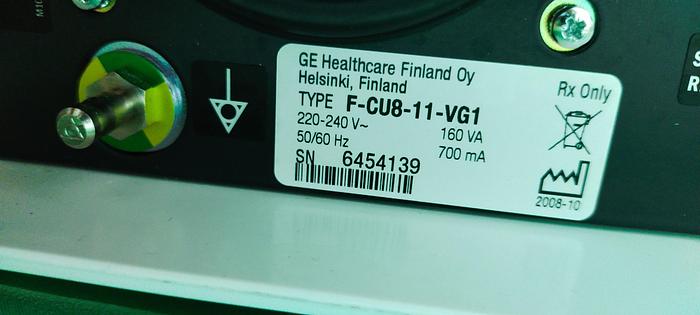 GE Healthcare Finland Oy
Helsinki, Finland
Rx Only
TYPE F-CU8-11-VG1
220-240 V~ 160 VA
50/60 Hz 700 mA
SN 6454139
2008-10